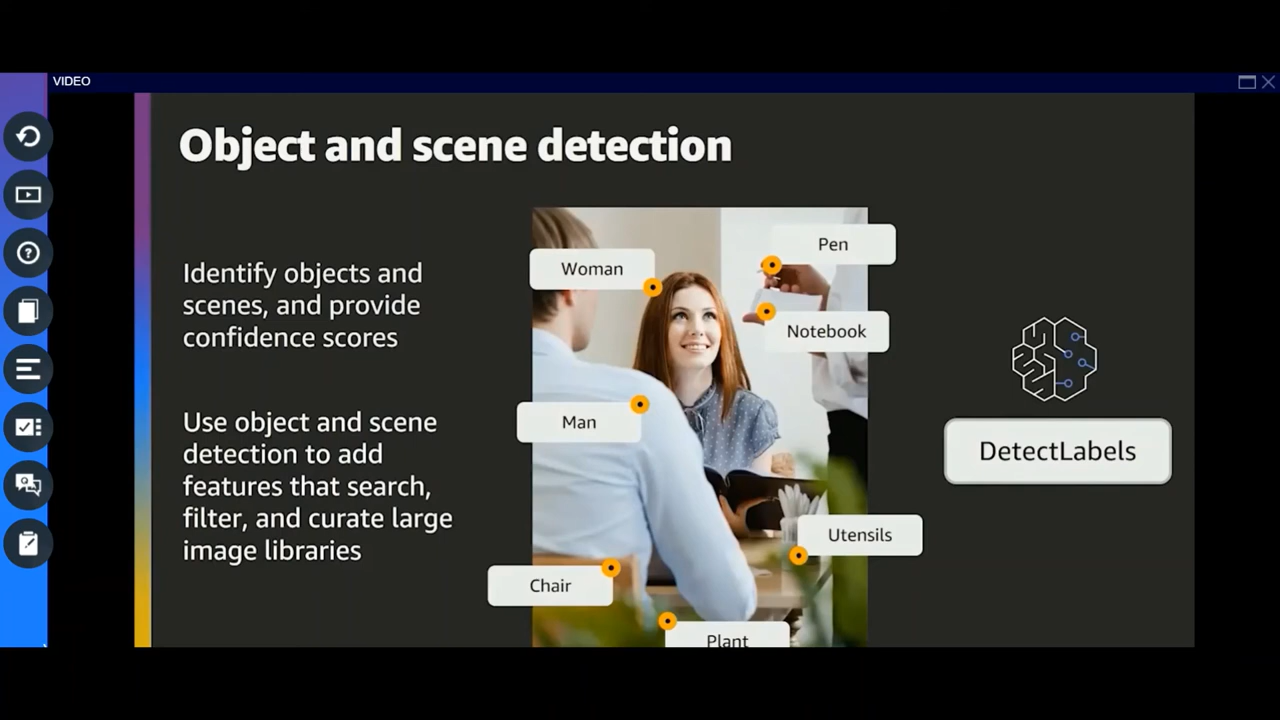 VIDEO
Object and scene detection
Identify objects and
scenes, and provide
confidence scores
Use object and scene
detection to add
features that search,
filter, and curate large
image libraries
Woman
Pen
Notebook
Man
Utensils
Chair
Plant
DetectLabels